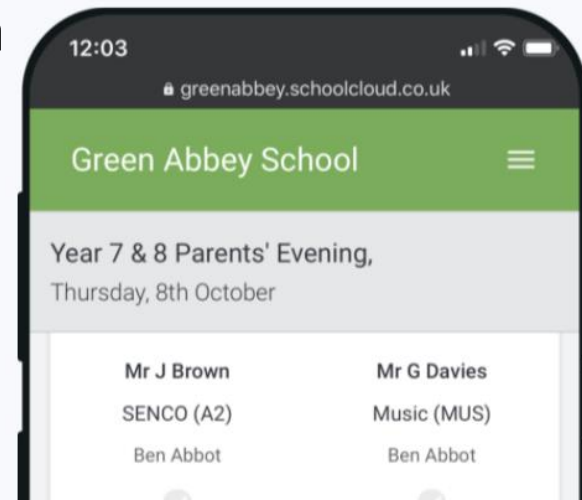 12:03
greenabbey.schoolcloud.co.uk
Green Abbey School
Year 7 & 8 Parents' Evening,
Thursday, 8th October
Mr J Brown Mr G Davies
SENCO (A2) Music (MUS)
Ben Abbot Ben Abbot